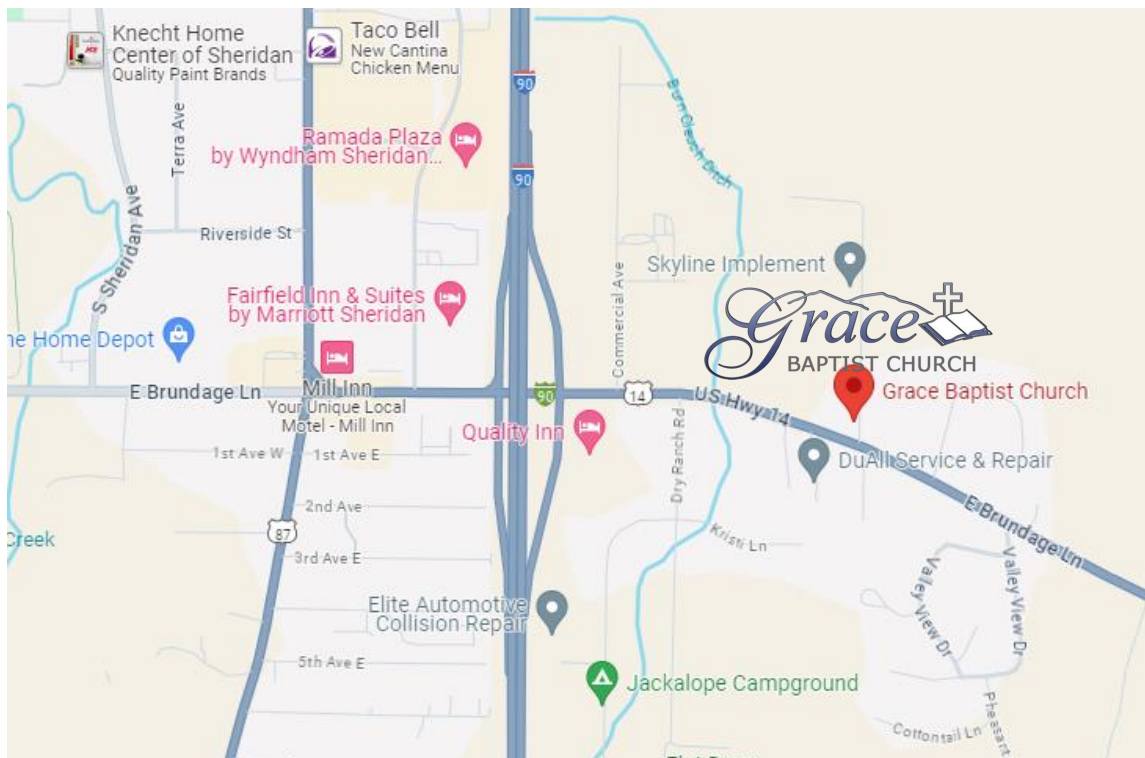 Knecht Home
Center of Sheridan
Quality Paint Brands
Taco Bell
New Cantina
Chicken Menu
90
Terra Ave
Burn Cleuch Ditch
Ramada Plaza
by Wyndham Sheridan...
90
S Sheridan Ave
Riverside St
Commercial Ave
Skyline Implement
Fairfield Inn & Suites
by Marriott Sheridan
Grace
BAPTIST CHURCH
ne Home Depot
E Brundage Ln
Mill Inn
Your Unique Local
Motel - Mill Inn
90
14
US Hwy 14
Grace Baptist Church
Quality Inn
1st Ave W
1st Ave E
Dry Ranch Rd
DuAll Service & Repair
2nd Ave
E Brundage Ln
87
Creek
3rd Ave E
Kristi Ln
Valley View Dr
Valley View Dr
Elite Automotive
Collision Repair
5th Ave E
Jackalope Campground
Cottontail Ln
Pheasant